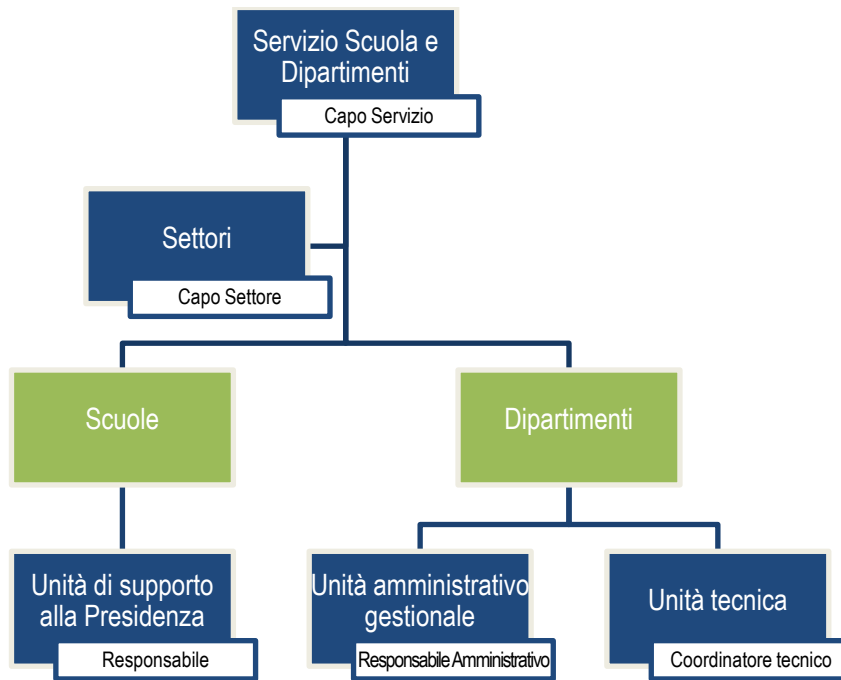 Servizio Scuola e
Dipartimenti
Capo Servizio
Settori
Capo Settore
Scuole
Dipartimenti
Unità di supporto
alla Presidenza
Responsabile
Unità amministrativo
gestionale
Responsabile Amministrativo
Unità tecnica
Coordinatore tecnico